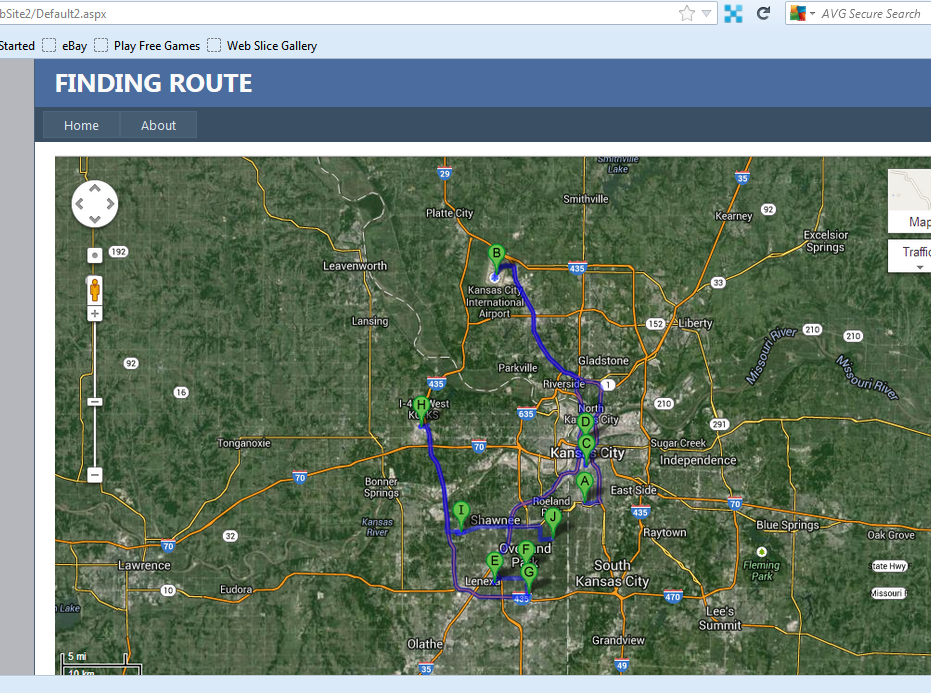 bSite2/Default2.aspx
AVG Secure Search
Started eBay Play Free Games Web Slice Gallery
FINDING ROUTE
Home About
Smithville
Lake
29
35
Smithville
Platte City
Kearney
92
Excelsior
Springs
192
B
Leavenworth
435
33
Kansas City
International
Airport
Lansing
152
Liberty
210
210
Missouri River
Missouri River
92
Gladstone
Parkville
Riverside
1
16
435
H
210
North
635
D
291
70
C
Kansas City
Sugar Creek
Tonganoxie
Independence
70
Bonner
Springs
A
East Side
Roeland
I
J
Shawnee
435
70
Kansas
River
Blue Springs
Raytown
32
Oak Grove
70
Overland
Park
E
F
G
Lawrence
Fleming
Park
State Hwy
South
Kansas City
Lenexa
10
Eudora
435
470
Missouri
Lake
Lee's
Summit
Olathe
Grandview
35
49
5 mi
10 km
Map
Traffic